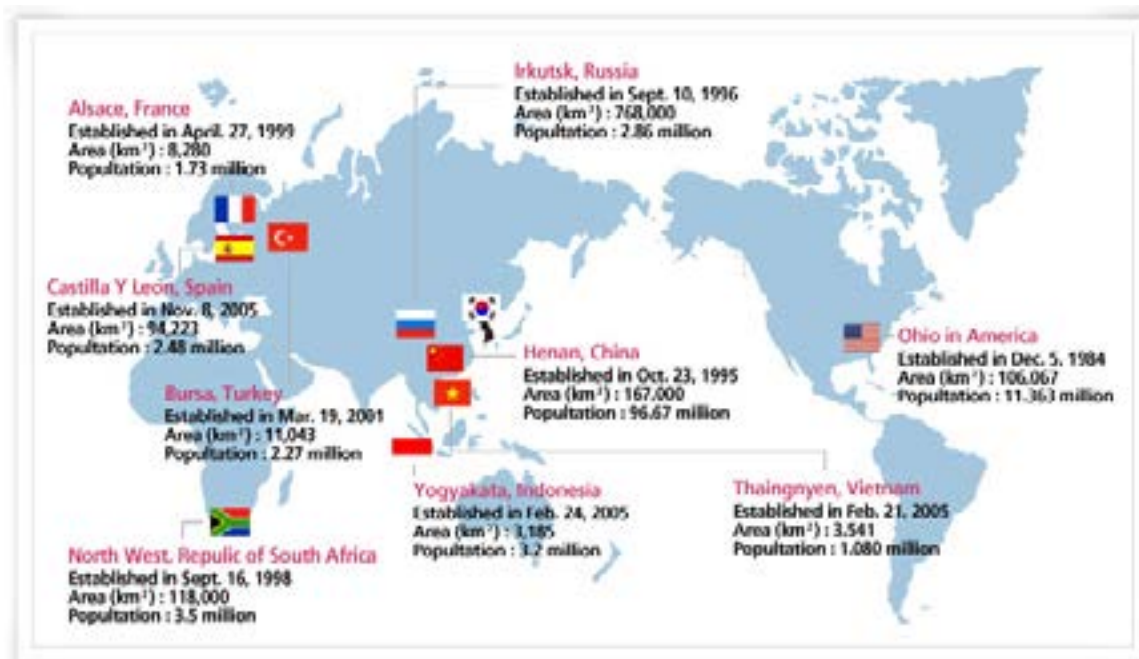 Irkutsk, Russia
Established in Sept. 10, 1996
Area (km²) : 768,000
Popultation : 2.86 million
Alsace, France
Established in April. 27, 1999
Area (km²) : 8,280
Popultation : 1.73 million
Castilla Y León, Spain
Established in Nov. 8, 2005
Area (km²) : 94,223
Popultation : 2.48 million
Bursa, Turkey
Established in Mar. 19, 2001
Area (km²) : 11,043
Popultation : 2.27 million
Henan, China
Established in Oct. 23, 1995
Area (km²) : 167.000
Popultation : 96.67 million
Ohio in America
Established in Dec. 5. 1984
Area (km²) : 106.067
Popultation : 11.363 million
Yogyakata, Indonesia
Established in Feb. 24, 2005
Area (km²) : 3,185
Popultation : 3.2 million
Thaingnyen, Vietnam
Established in Feb. 21, 2005
Area (km²) : 3.541
Popultation : 1.080 million
North West. Repulic of South Africa
Established in Sept. 16, 1998
Area (km²) : 118,000
Popultation : 3.5 million